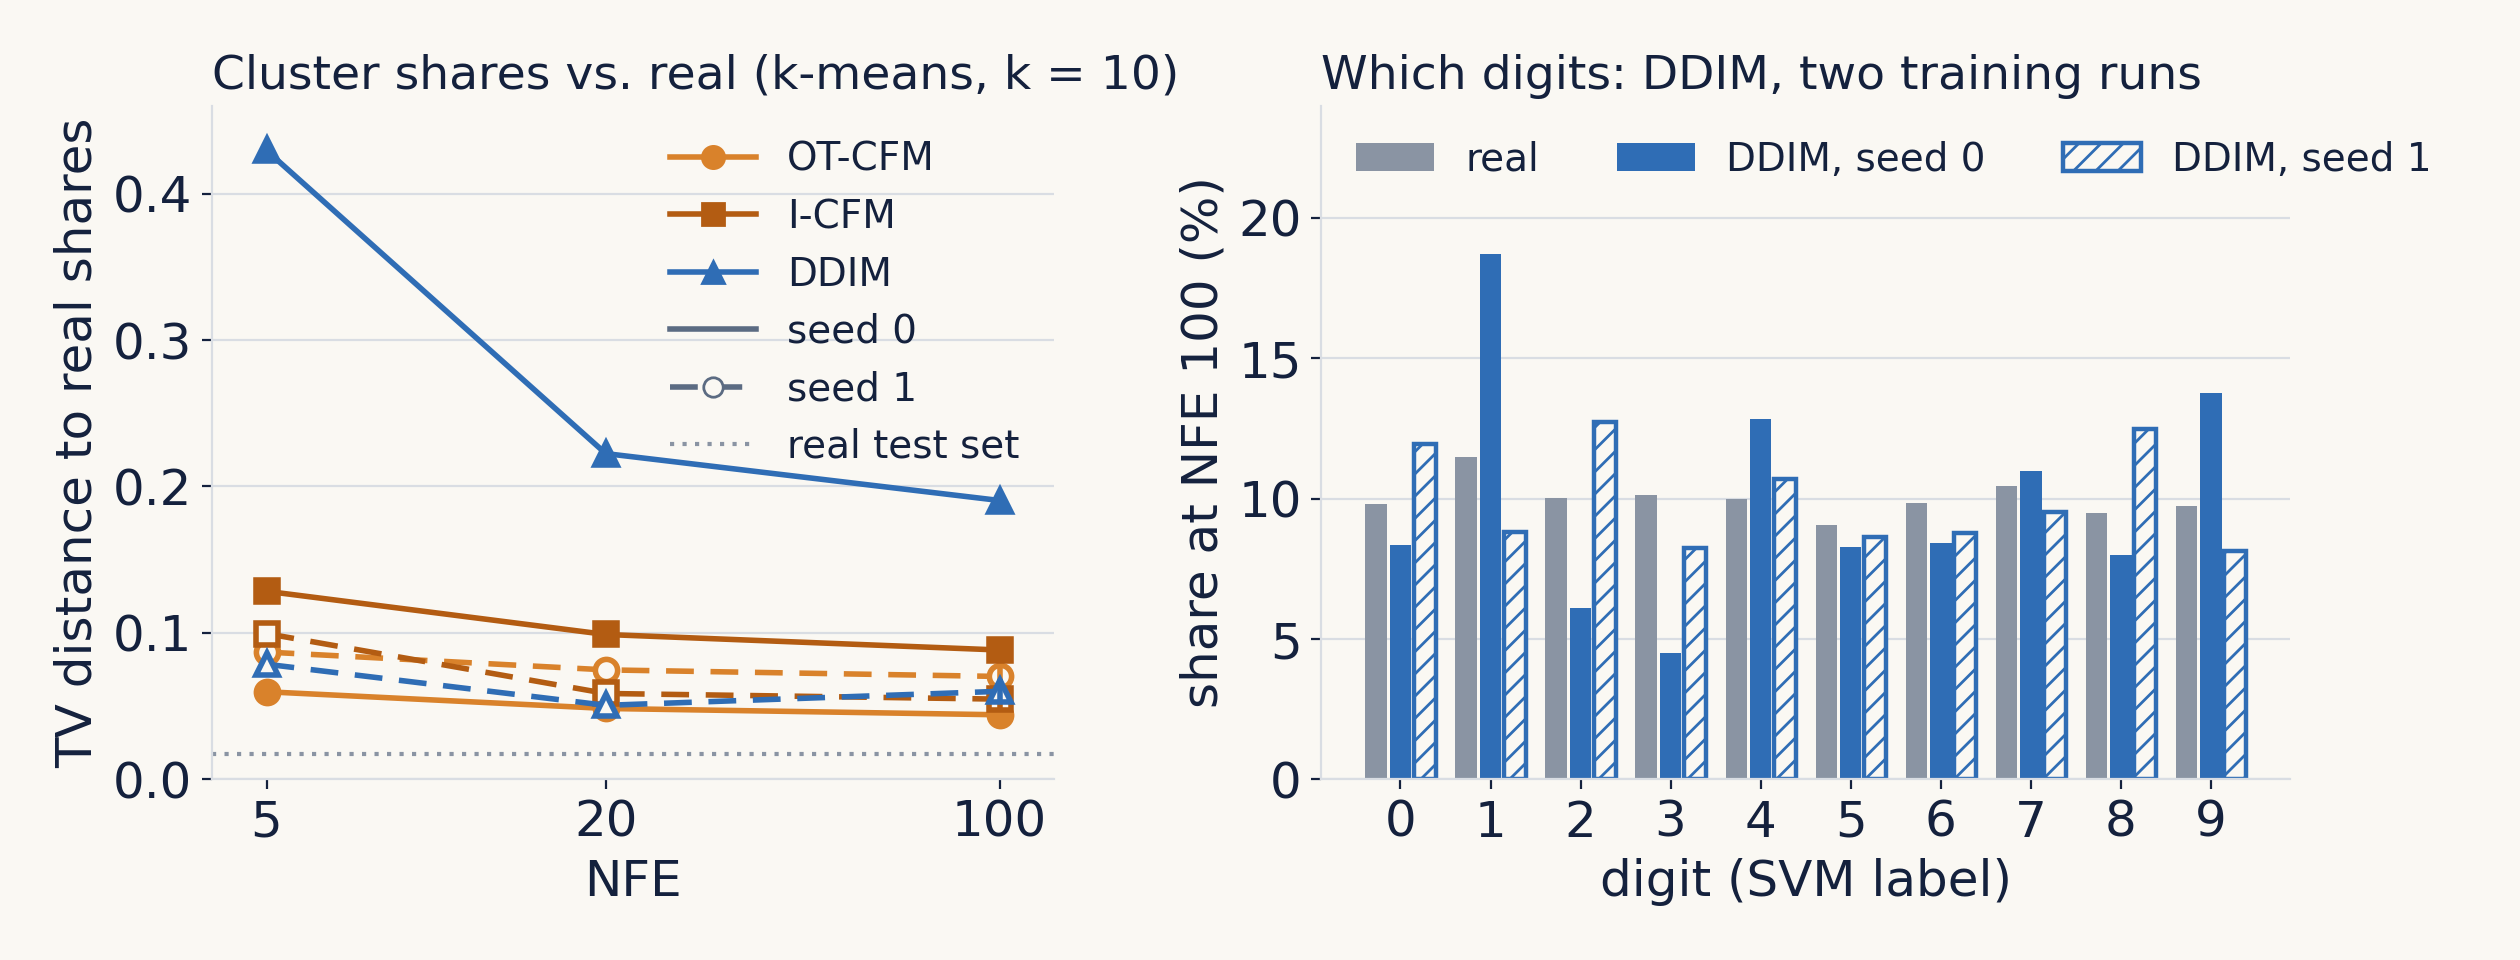 Cluster shares vs. real (k-means, k = 10)
TV distance to real shares
0.4
0.3
0.2
0.1
0.0
OT-CFM
I-CFM
DDIM
seed 0
seed 1
real test set
5 20 100
NFE
Which digits: DDIM, two training runs
real DDIM, seed 0 DDIM, seed 1
share at NFE 100 (%)
20
15
10
5
0
0 1 2 3 4 5 6 7 8 9
digit (SVM label)